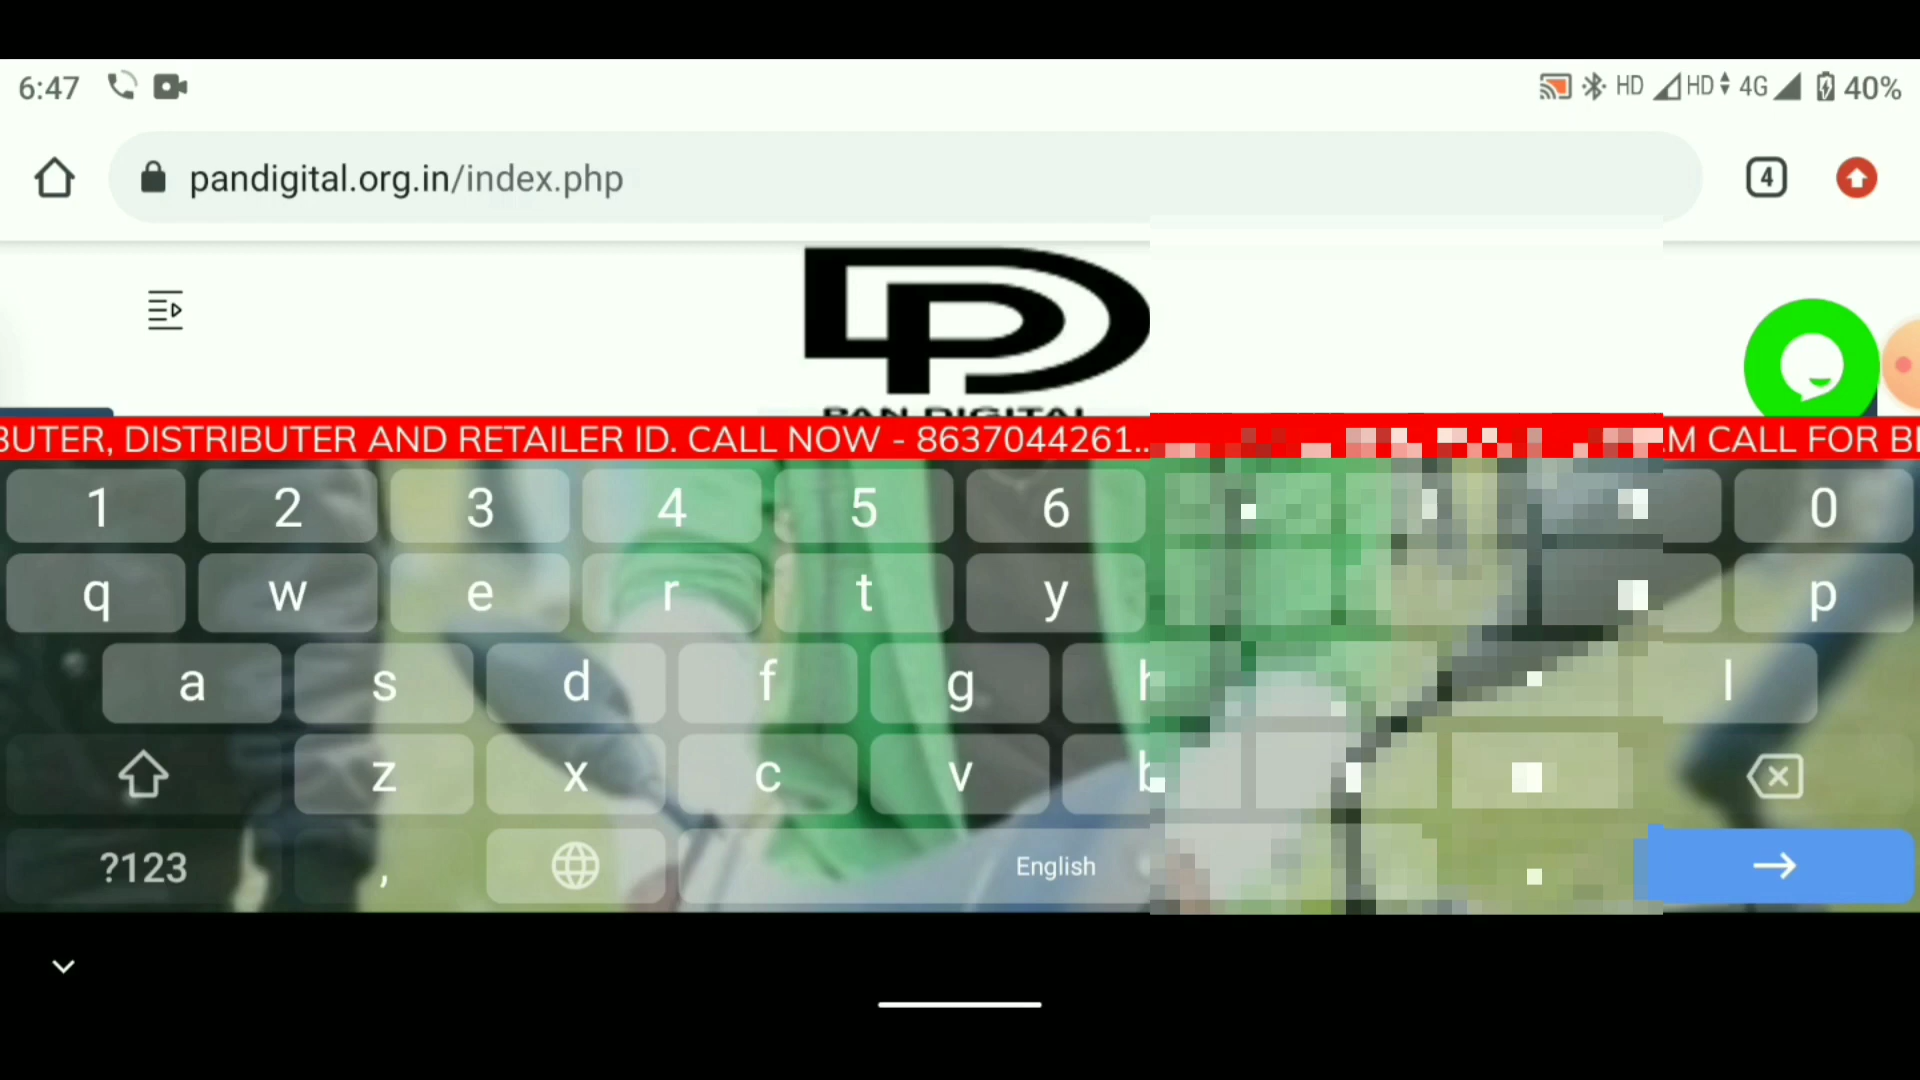 6:47 HD HD 4G 40%
pandigital.org.in/index.php 4
PAN DIGITAL
DISTRIBUTER AND RETAILER ID. CALL NOW - 8637044261.. CALL FOR
1 2 3 4 5 6 0
q w e r t y p
a s d f g l
z x c v
?123 , English